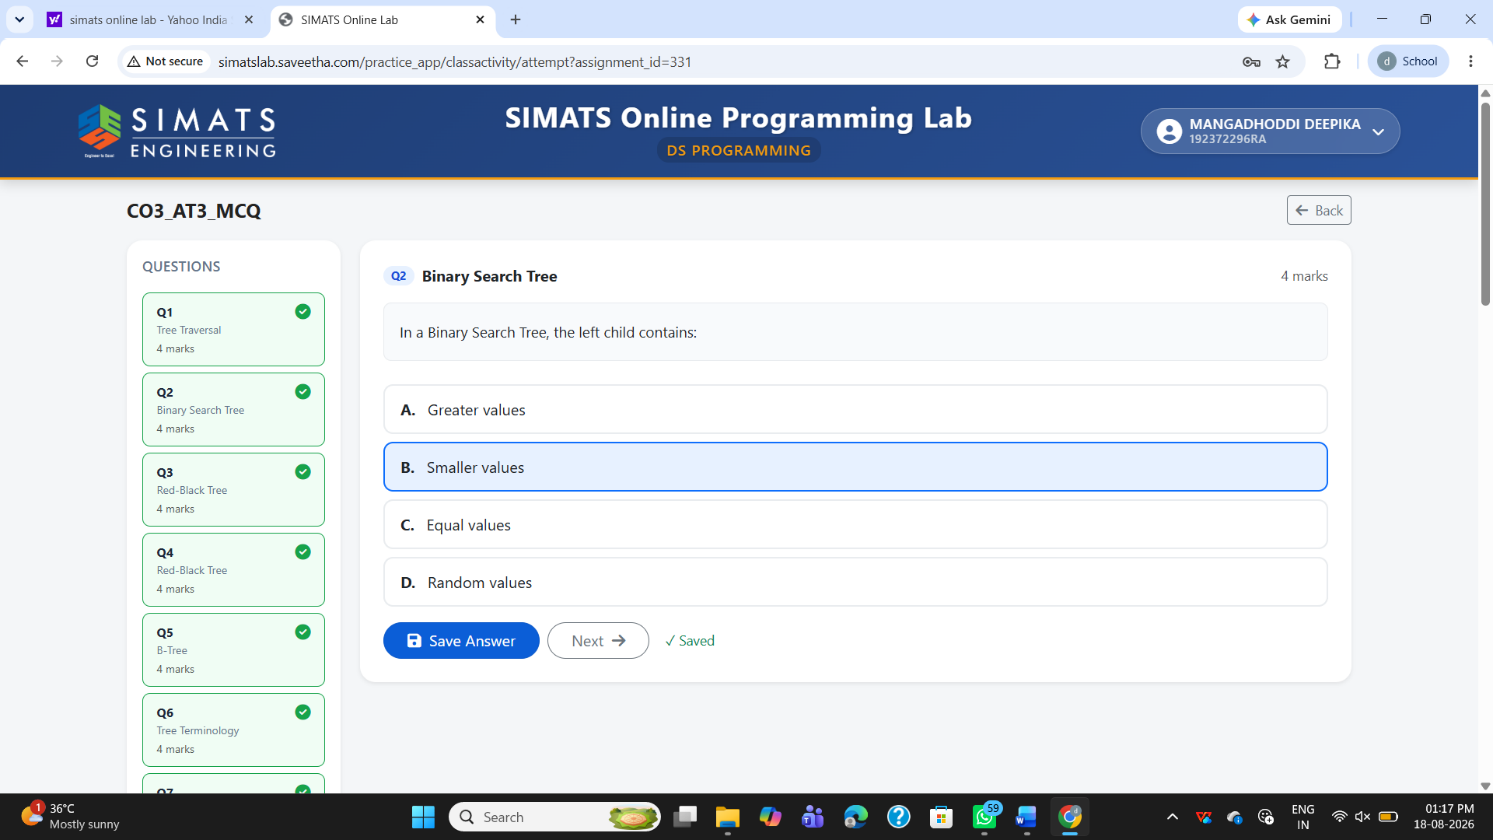 simats online lab - Yahoo India
SIMATS Online Lab
Ask Gemini
Not secure
simatslab.saveetha.com/practice_app/classactivity/attempt?assignment_id=331
d
School
SIMATS
ENGINEERING
SIMATS Online Programming Lab
DS PROGRAMMING
MANGADHODDI DEEPIKA
192372296RA
CO3_AT3_MCQ
Back
QUESTIONS
Q1
Tree Traversal
4 marks
Q2
Binary Search Tree
4 marks
Q3
Red-Black Tree
4 marks
Q4
Red-Black Tree
4 marks
Q5
B-Tree
4 marks
Q6
Tree Terminology
4 marks
Q7
Q2 Binary Search Tree
4 marks
In a Binary Search Tree, the left child contains:
A. Greater values
B. Smaller values
C. Equal values
D. Random values
Save Answer
Next
✓ Saved
1
36°C
Mostly sunny
Search
59
ENG
IN
01:17 PM
18-08-2026